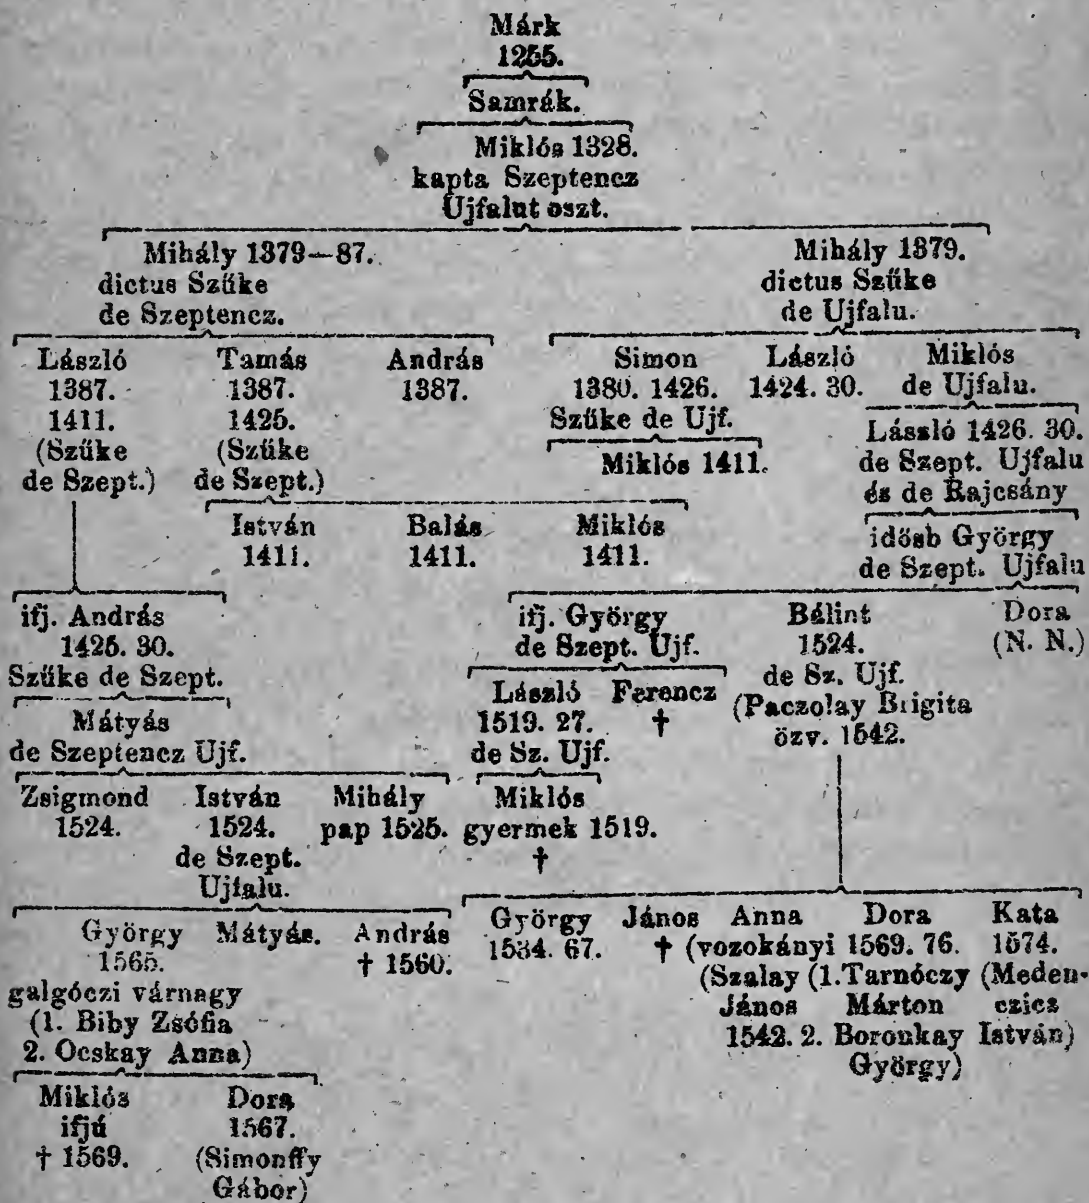 Márk
1255.
Samrák.
Miklós 1328.
kapta Szeptencz
Ujfalut oszt.
Mihály 1379—87. Mihály 1379.
dictus Szüke dictus Szüke
de Szeptencz. de Ujfalu.
László Tamás András Simon László Miklós
1387. 1387. 1387. 1380. 1426. 1424. 30. de Ujfalu.
1411. 1425. Szüke de Ujf. László 1426. 30.
(Szüke (Szüke Miklós 1411. de Szept. Ujfalu
de Szept.) de Szept.) és de Rajcsány
István Balás Miklós idősb György
1411. 1411. 1411. de Szept. Ujfalu
ifj. András ifj. György Bálint Dora
1425. 30. de Szept. Ujf. 1524. (N. N.)
Szüke de Szept. László Ferencz de Sz. Ujf.
Mátyás 1519. 27. † (Paczolay Brigita
de Szeptencz Ujf. de Sz. Ujf. özv. 1542.
Zsigmond István Mihály Miklós
1524. 1524. pap 1525. gyermek 1519.
de Szept. †
Ujfalu.
György Mátyás. András György János Anna Dora Kata
1565. † 1560. 1534. 67. † (vozokányi 1569. 76. 1574.
galgóczi várnagy (Szalay (1. Tarnóczy (Meden-
(1. Biby Zsófia János Márton czicz
2. Ocskay Anna) 1542. 2. Boronkay István)
Miklós Dora György)
ifjú 1567.
† 1569. (Simonffy
Gábor)